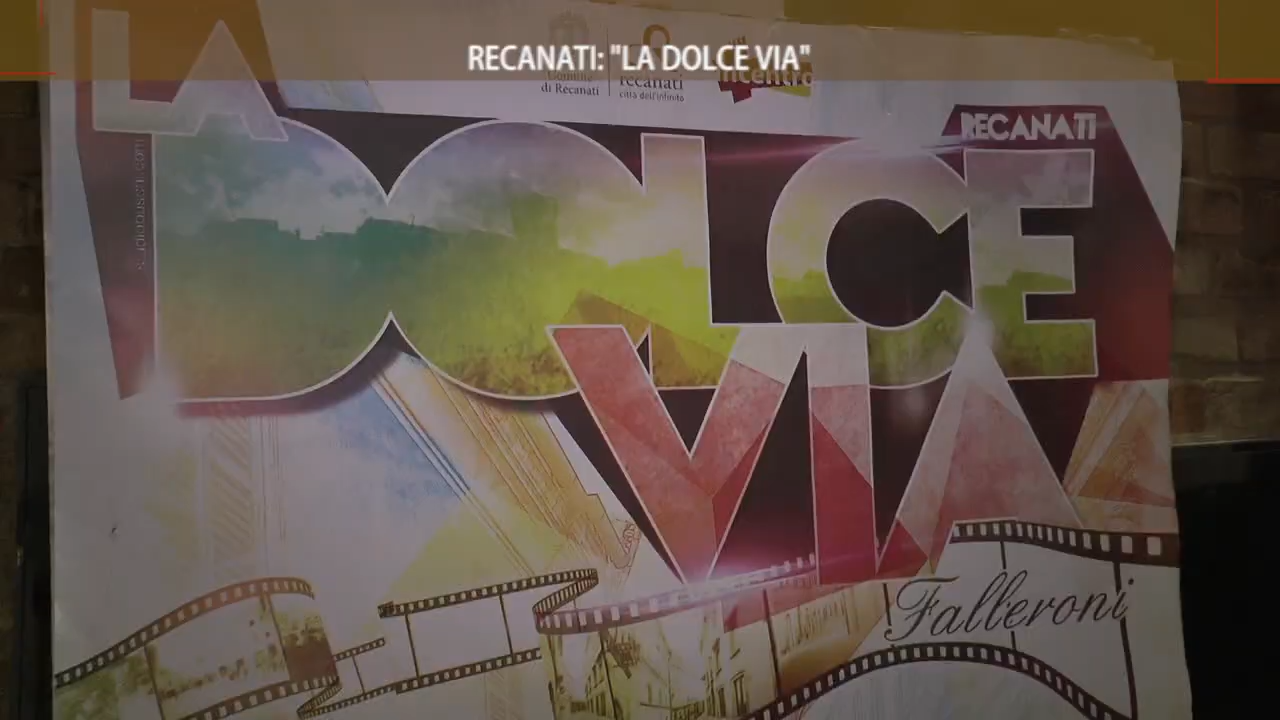 RECANATI: "LA DOLCE VIA"
Comune
di Recanati
recanati
città dell'infinito
incentro
RECANATI
LA
DOLCE
VIA
Falleroni